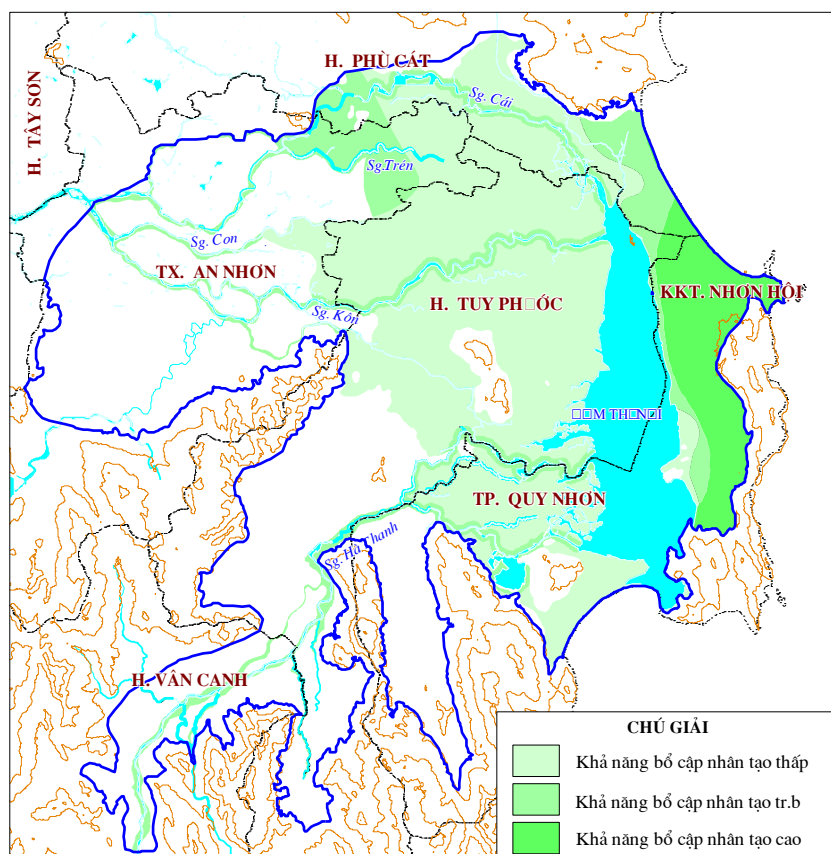 H. PHÙ CÁT
H. TÂY SƠN
Sg. Cái
Sg.Trén
Sg. Con
TX. AN NHƠN
KKT. NHƠN HỘI
H. TUY PH□ỚC
Sg. Kôn
□□M TH□N□I
TP. QUY NHƠN
Sg. Hà Thanh
H. VÂN CANH
CHÚ GIẢI
Khả năng bổ cập nhân tạo thấp
Khả năng bổ cập nhân tạo tr.b
Khả năng bổ cập nhân tạo cao